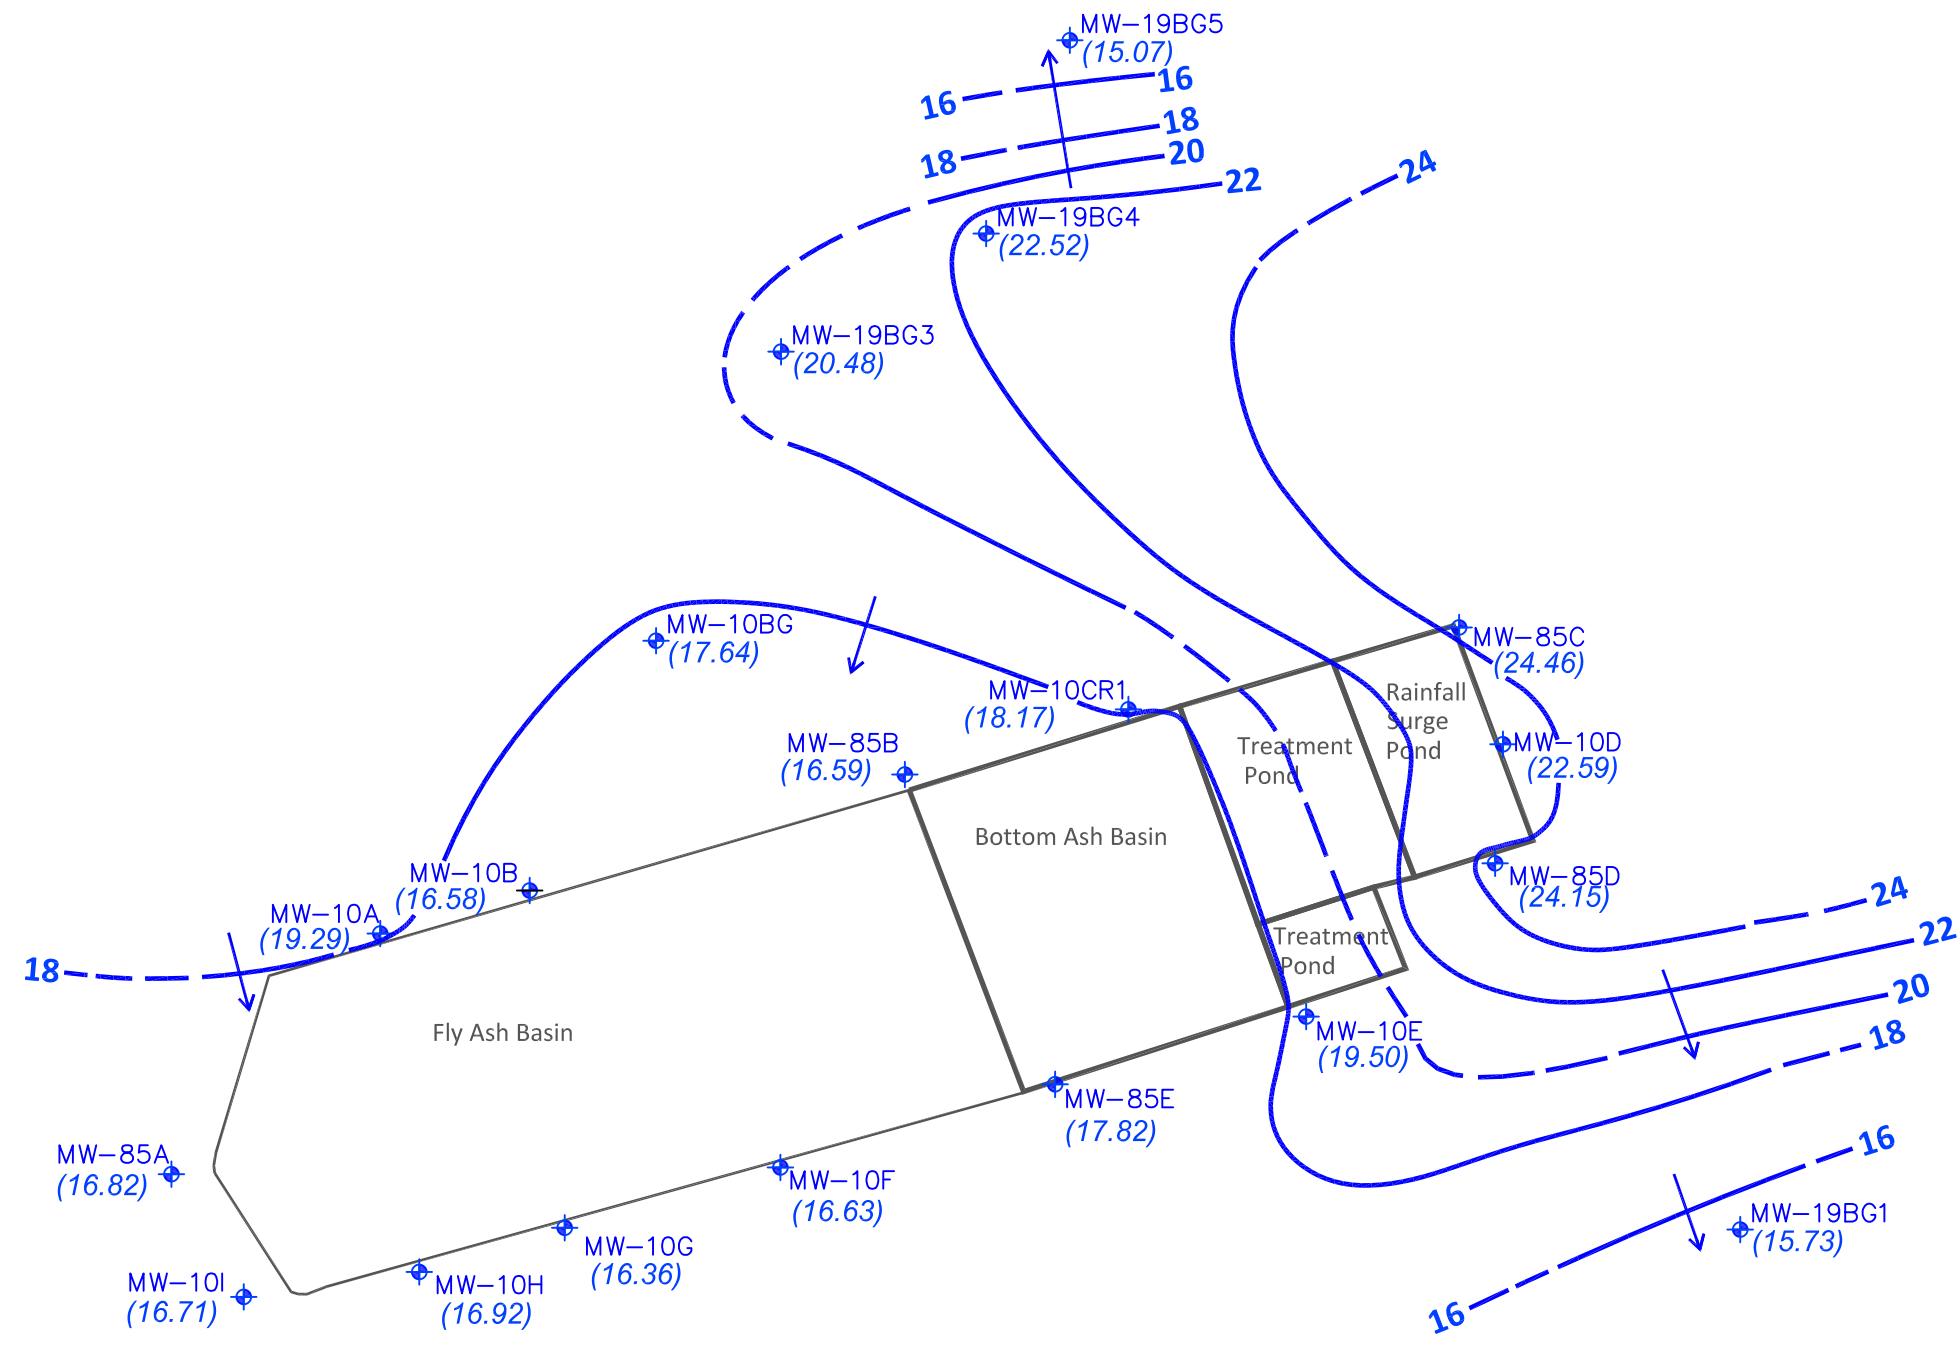 MW-19BG5
(15.07)
16
16
18
18
20
22
24
MW-19BG4
(22.52)
MW-19BG3
(20.48)
MW-10BG
(17.64)
MW-85C
(24.46)
MW-10CR1
(18.17)
Rainfall
Surge
Pond
MW-85B
(16.59)
Treatment
Pond
MW-10D
(22.59)
Bottom Ash Basin
MW-10B
(16.58)
MW-85D
(24.15)
24
MW-10A
(19.29)
Treatment
Pond
22
18
20
Fly Ash Basin
MW-10E
(19.50)
18
MW-85E
(17.82)
MW-85A
(16.82)
16
MW-10F
(16.63)
MW-19BG1
(15.73)
MW-10G
(16.36)
MW-10I
(16.71)
MW-10H
(16.92)
16